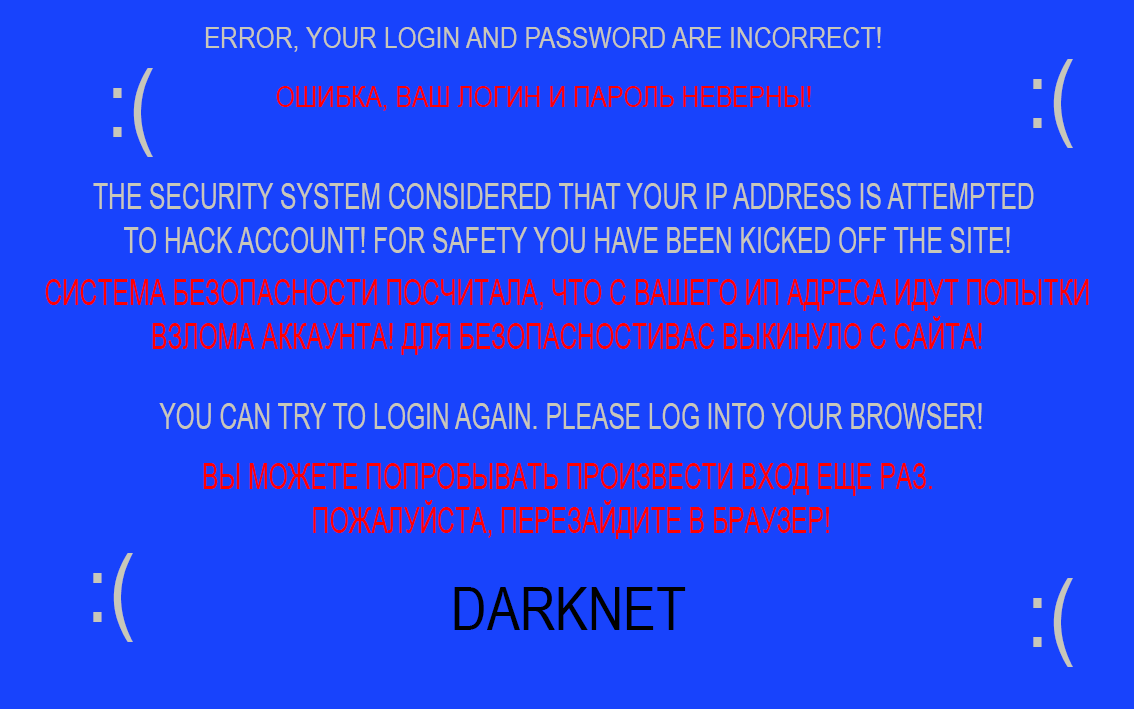 ERROR, YOUR LOGIN AND PASSWORD ARE INCORRECT!
:(
:(
ОШИБКА, ВАШ ЛОГИН И ПАРОЛЬ НЕВЕРНЫ!
THE SECURITY SYSTEM CONSIDERED THAT YOUR IP ADDRESS IS ATTEMPTED
TO HACK ACCOUNT! FOR SAFETY YOU HAVE BEEN KICKED OFF THE SITE!
СИСТЕМА БЕЗОПАСНОСТИ ПОСЧИТАЛА, ЧТО С ВАШЕГО ИП АДРЕСА ИДУТ ПОПЫТКИ
ВЗЛОМА АККАУНТА! ДЛЯ БЕЗОПАСНОСТИВАС ВЫКИНУЛО С САЙТА!
YOU CAN TRY TO LOGIN AGAIN. PLEASE LOG INTO YOUR BROWSER!
ВЫ МОЖЕТЕ ПОПРОБЫВАТЬ ПРОИЗВЕСТИ ВХОД ЕЩЕ РАЗ.
ПОЖАЛУЙСТА, ПЕРЕЗАЙДИТЕ В БРАУЗЕР!
:(
DARKNET
:(